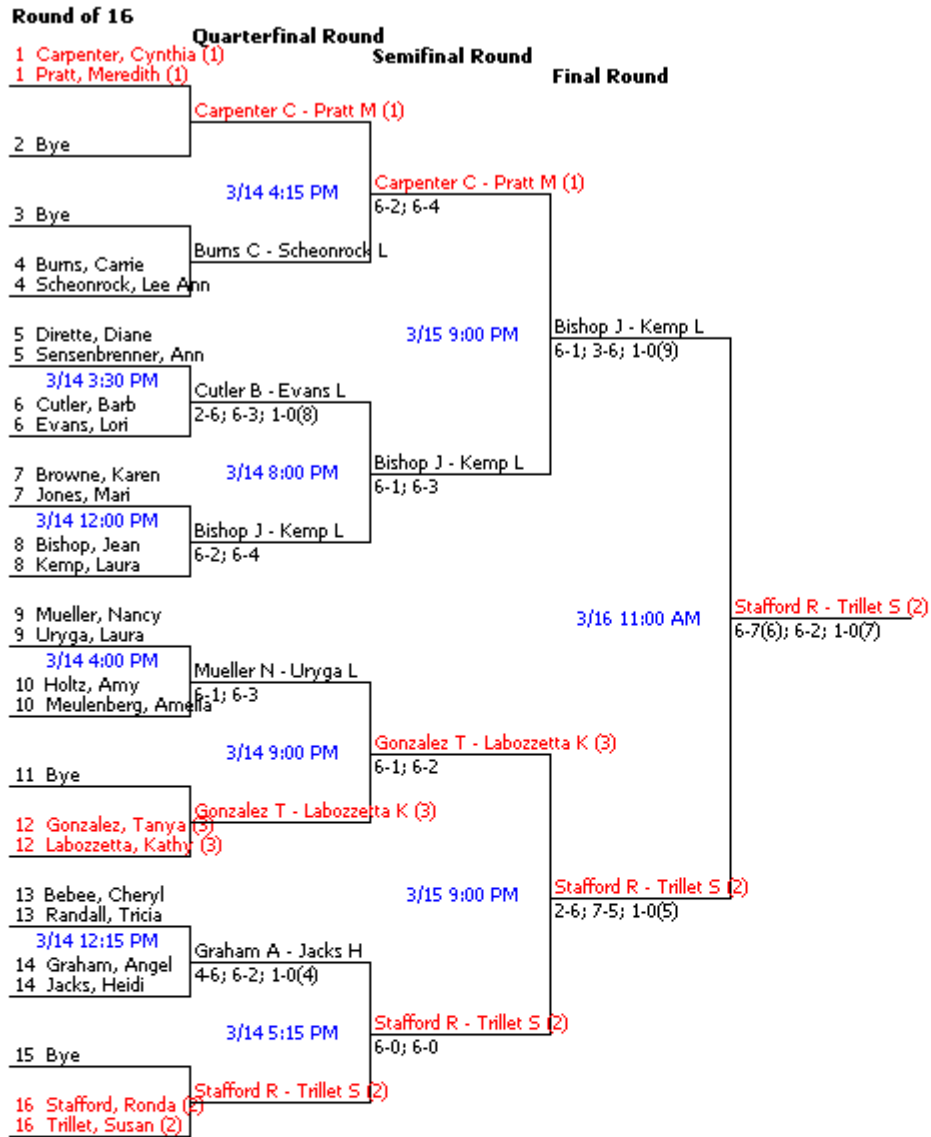 Round of 16
Quarterfinal Round
Semifinal Round
Final Round
1 Carpenter, Cynthia (1)
1 Pratt, Meredith (1)
Carpenter C - Pratt M (1)
2 Bye
3/14 4:15 PM
Carpenter C - Pratt M (1)
6-2; 6-4
3 Bye
Burns C - Scheonrock L
4 Burns, Carrie
4 Scheonrock, Lee Ann
5 Dirette, Diane
5 Sensenbrenner, Ann
3/15 9:00 PM
Bishop J - Kemp L
6-1; 3-6; 1-0(9)
3/14 3:30 PM
Cutler B - Evans L
2-6; 6-3; 1-0(8)
6 Cutler, Barb
6 Evans, Lori
7 Browne, Karen
7 Jones, Mari
3/14 8:00 PM
Bishop J - Kemp L
6-1; 6-3
3/14 12:00 PM
Bishop J - Kemp L
6-2; 6-4
8 Bishop, Jean
8 Kemp, Laura
9 Mueller, Nancy
9 Uryga, Laura
3/16 11:00 AM
Stafford R - Trillet S (2)
6-7(6); 6-2; 1-0(7)
3/14 4:00 PM
Mueller N - Uryga L
6-1; 6-3
10 Holtz, Amy
10 Meulenberg, Amelia
3/14 9:00 PM
Gonzalez T - Labozzetta K (3)
6-1; 6-2
11 Bye
Gonzalez T - Labozzetta K (3)
12 Gonzalez, Tanya (3)
12 Labozzetta, Kathy (3)
13 Bebee, Cheryl
13 Randall, Tricia
3/15 9:00 PM
Stafford R - Trillet S (2)
2-6; 7-5; 1-0(5)
3/14 12:15 PM
Graham A - Jacks H
4-6; 6-2; 1-0(4)
14 Graham, Angel
14 Jacks, Heidi
3/14 5:15 PM
Stafford R - Trillet S (2)
6-0; 6-0
15 Bye
Stafford R - Trillet S (2)
16 Stafford, Ronda (2)
16 Trillet, Susan (2)